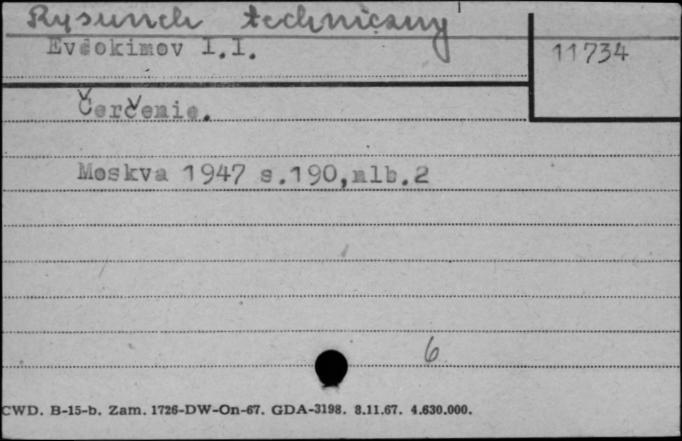 Rysunek techniczny
Evdokimov I.I.
11734
Čerčenie.
Moskva 1947 s.190,nlb.2
6
CWD. B-15-b. Zam. 1726-DW-On-67. GDA-3198. 8.11.67. 4.630.000.